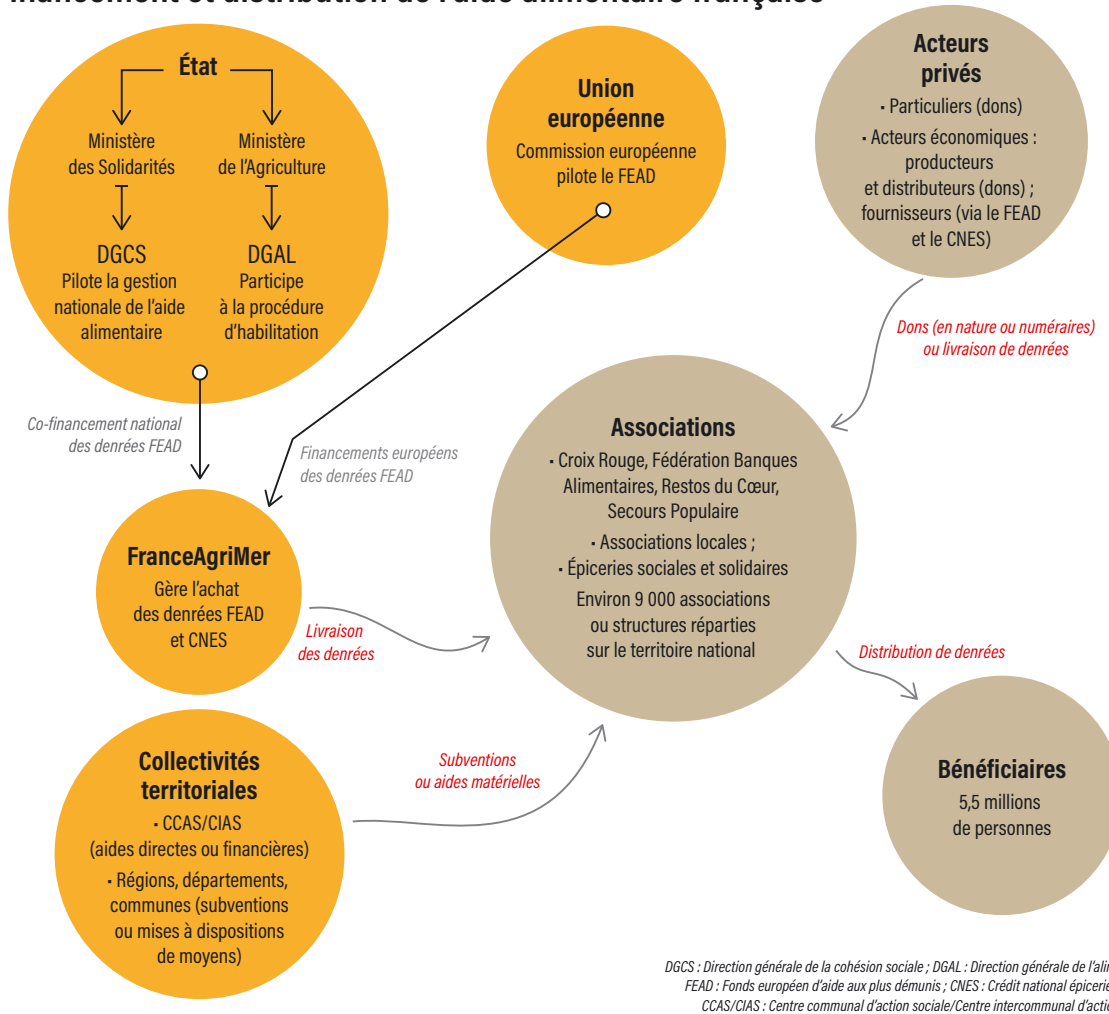 financement et distribution de l'aide alimentaire française
État
Ministère
des Solidarités
Ministère
de l'Agriculture
DGCS
Pilote la gestion
nationale de l'aide
alimentaire
DGAL
Participe
à la procédure
d'habilitation
Union
européenne
Commission européenne
pilote le FEAD
Acteurs
privés
· Particuliers (dons)
· Acteurs économiques :
producteurs
et distributeurs (dons) ;
fournisseurs (via le FEAD
et le CNES)
Co-financement national
des denrées FEAD
Financements européens
des denrées FEAD
Dons (en nature ou numéraires)
ou livraison de denrées
FranceAgriMer
Gère l'achat
des denrées FEAD
et CNES
Livraison
des denrées
Associations
· Croix Rouge, Fédération Banques
Alimentaires, Restos du Cœur,
Secours Populaire
· Associations locales ;
· Épiceries sociales et solidaires
Environ 9 000 associations
ou structures réparties
sur le territoire national
Distribution de denrées
Collectivités
territoriales
· CCAS/CIAS
(aides directes ou financières)
· Régions, départements,
communes (subventions
ou mises à dispositions
de moyens)
Subventions
ou aides matérielles
Bénéficiaires
5,5 millions
de personnes
DGCS : Direction générale de la cohésion sociale ; DGAL : Direction générale de l'alim
FEAD : Fonds européen d'aide aux plus démunis ; CNES : Crédit national épicerie
CCAS/CIAS : Centre communal d'action sociale/Centre intercommunal d'actio